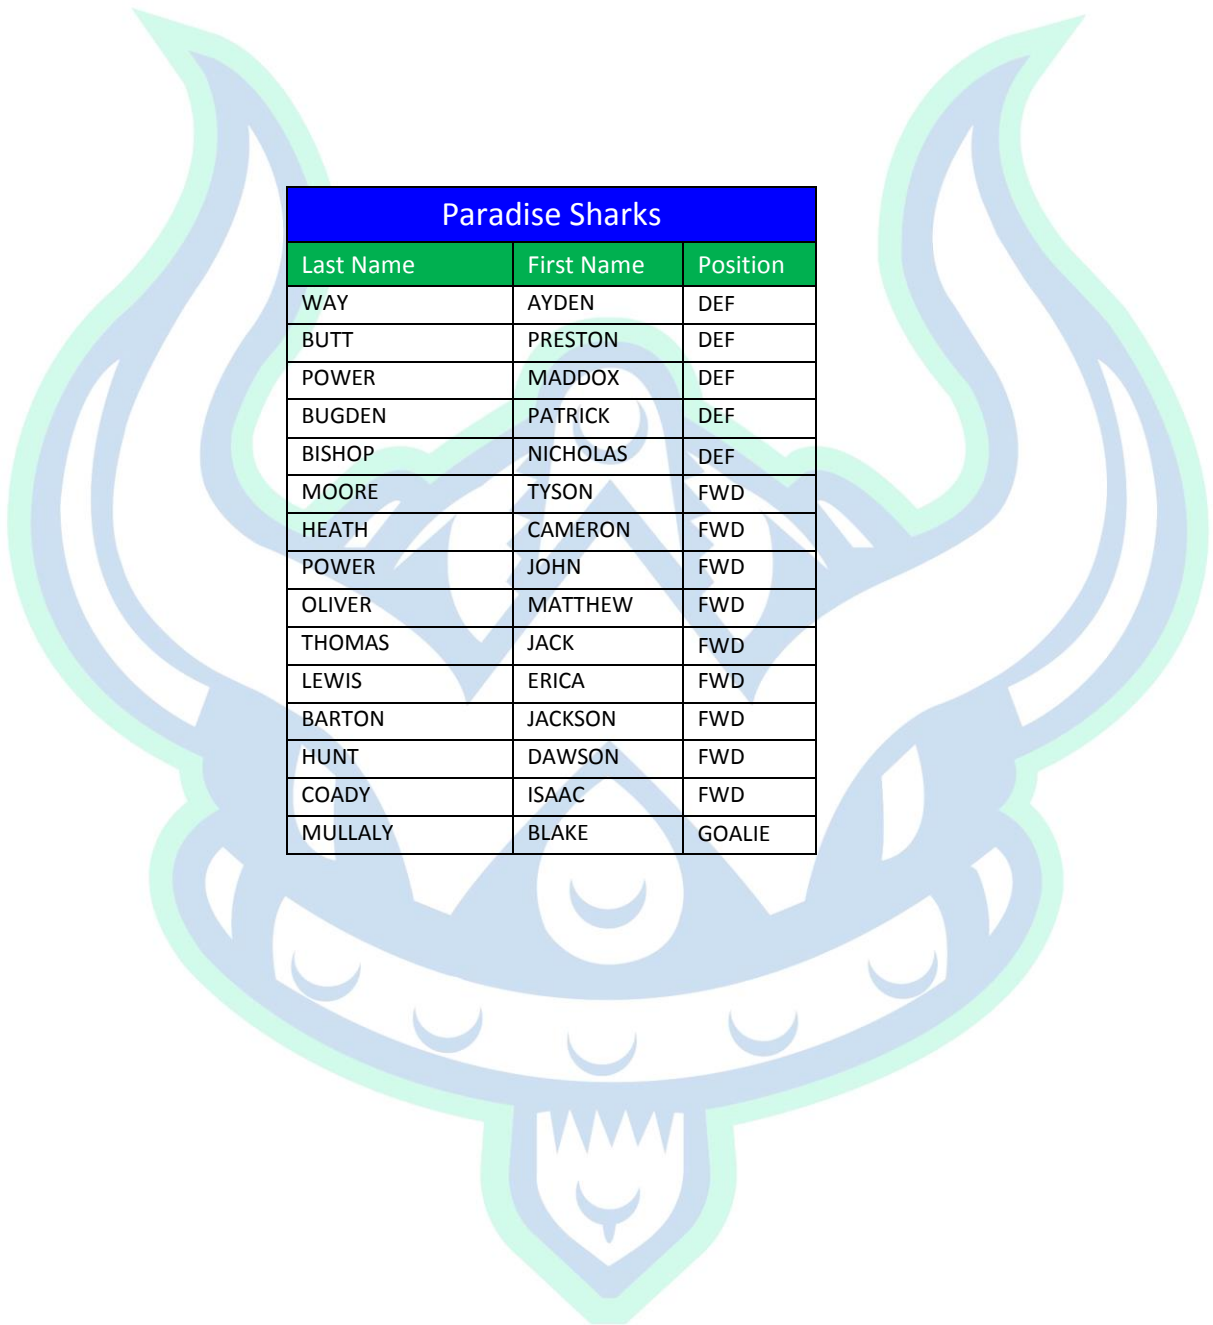 Paradise Sharks
Last Name First Name Position
WAY AYDEN DEF
BUTT PRESTON DEF
POWER MADDOX DEF
BUGDEN PATRICK DEF
BISHOP NICHOLAS DEF
MOORE TYSON FWD
HEATH CAMERON FWD
POWER JOHN FWD
OLIVER MATTHEW FWD
THOMAS JACK FWD
LEWIS ERICA FWD
BARTON JACKSON FWD
HUNT DAWSON FWD
COADY ISAAC FWD
MULLALY BLAKE GOALIE